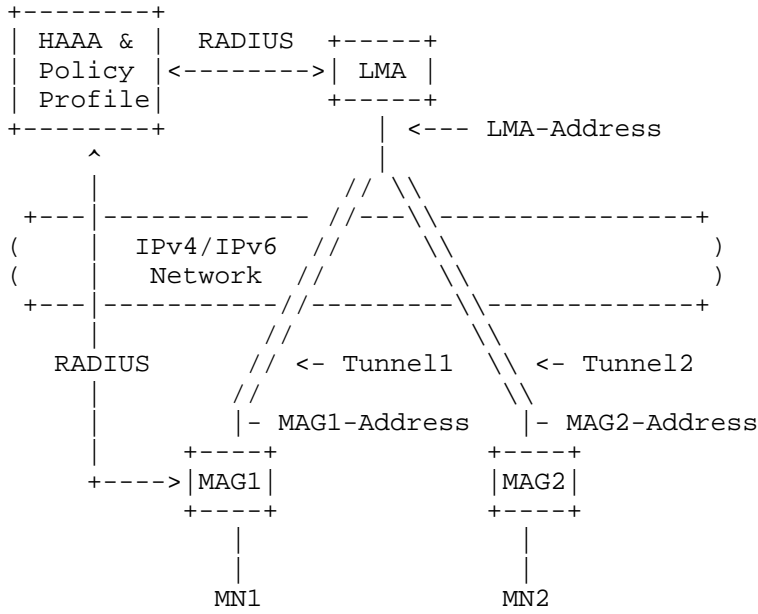 HAAA & RADIUS
Policy LMA
Profile
<--- LMA-Address
IPv4/IPv6
Network
RADIUS <- Tunnel1 <- Tunnel2
|- MAG1-Address |- MAG2-Address
MAG1 MAG2
MN1 MN2